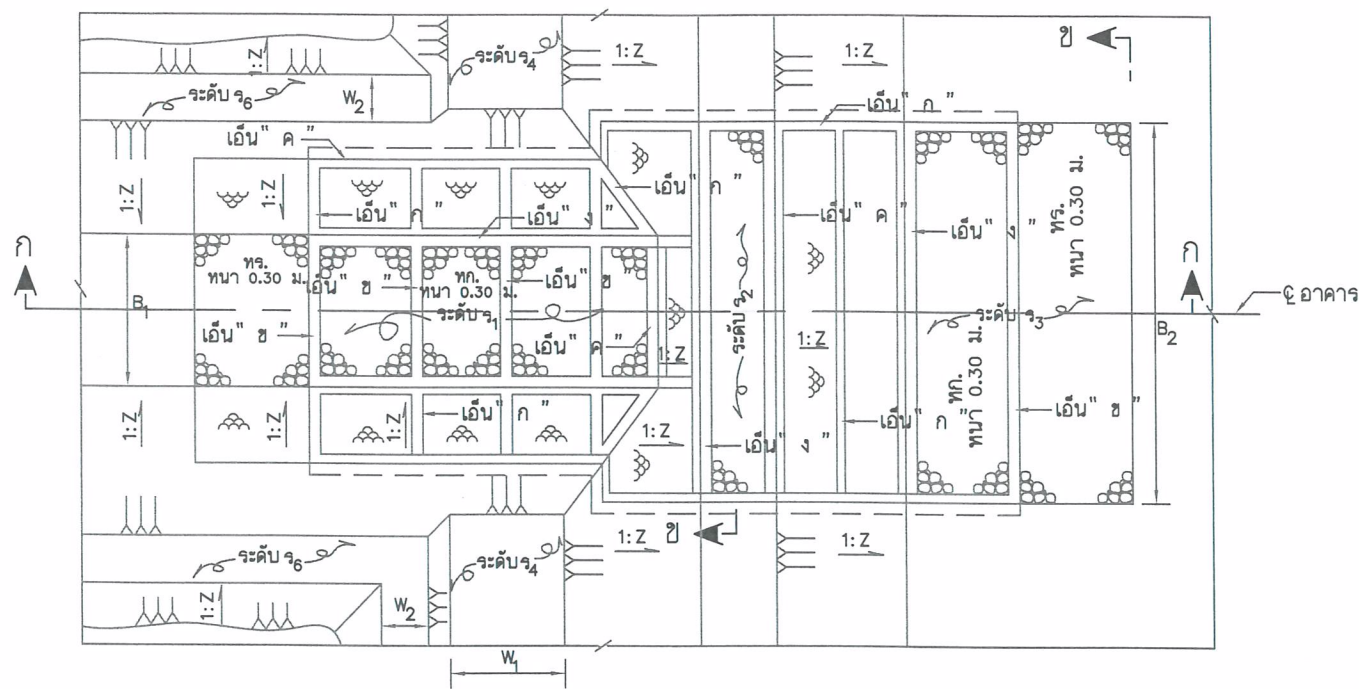 ข
1:Z
ระดับ ร4
1:Z
1:Z
ระดับ ร6
W2
เอ็น" ก "
เอ็น" ค "
1:Z
1:Z
เอ็น" ก "
เอ็น" ก "
เอ็น" ง "
เอ็น" ค "
เอ็น" ง "
ทร.
หนา 0.30 ม.
ก
ทร.
หนา 0.30 ม.
เอ็น" ข "
ทก.
หนา 0.30 ม.
เอ็น" ข "
ก
B1
ระดับ ร1
ระดับ ร2
ระดับ ร3
℄ อาคาร
B2
เอ็น" ข "
เอ็น" ค "
1:Z
1:Z
ทก.
หนา 0.30 ม.
1:Z
1:Z
1:Z
เอ็น" ก "
1:Z
เอ็น" ง "
เอ็น" ก "
เอ็น" ข "
ข
1:Z
1:Z
ระดับ ร6
ระดับ ร4
1:Z
W2
W1